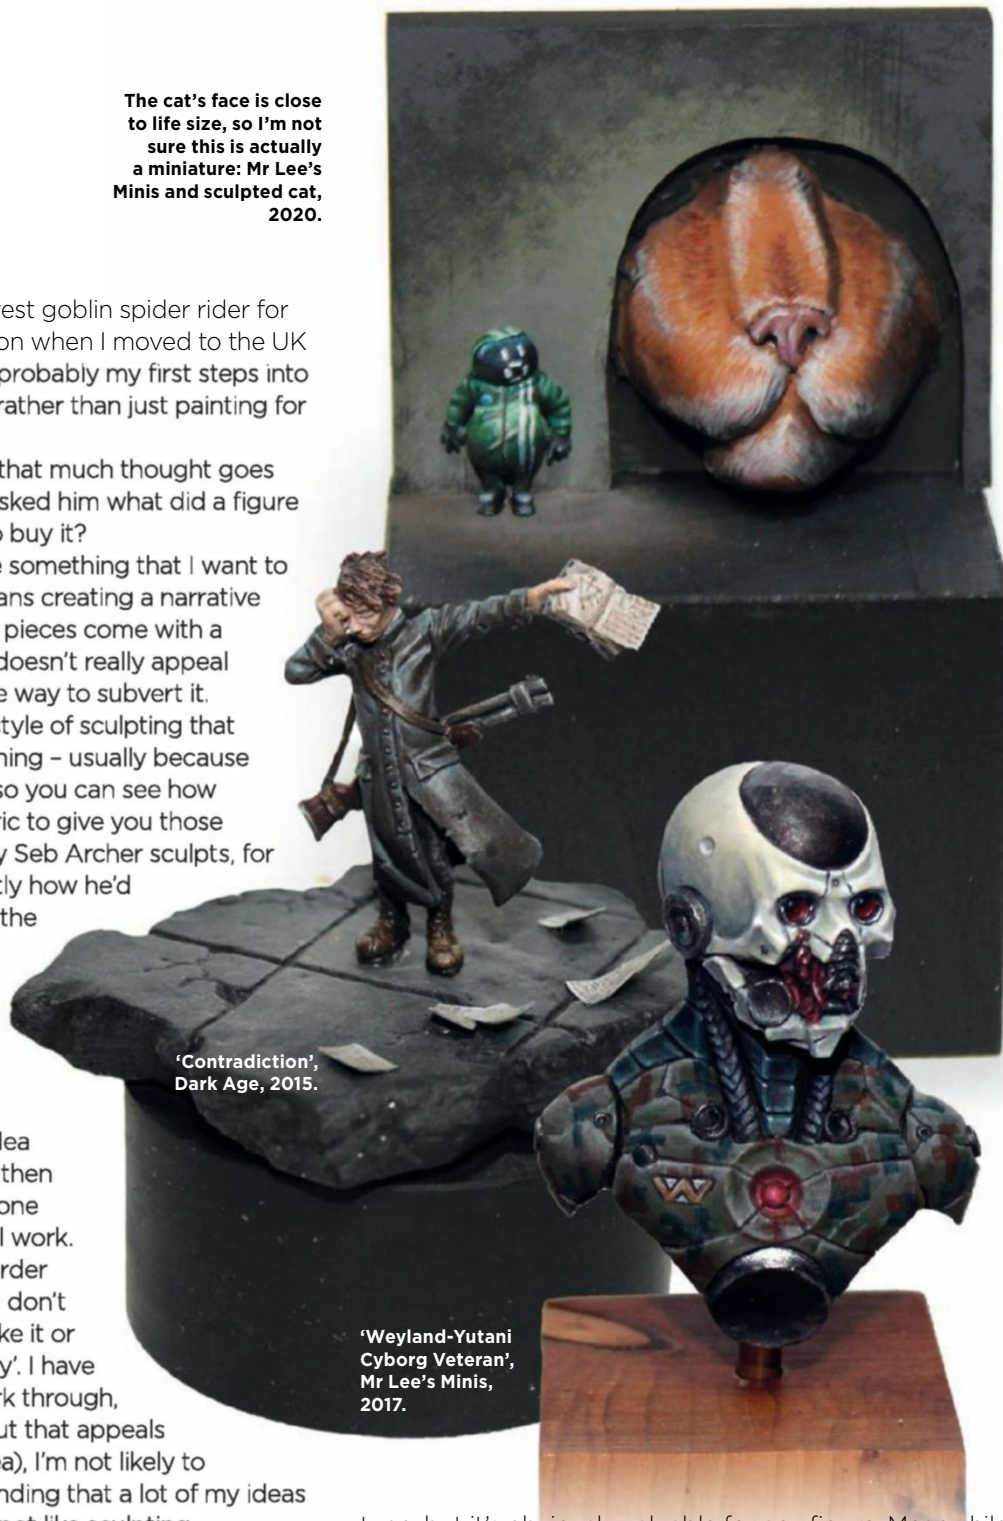 The cat’s face is close
to life size, so I’m not
sure this is actually
a miniature: Mr Lee’s
Minis and sculpted cat,
2020.
rest goblin spider rider for
on when I moved to the UK
probably my first steps into
rather than just painting for
that much thought goes
sked him what did a figure
buy it?
something that I want to
ans creating a narrative
pieces come with a
doesn’t really appeal
e way to subvert it.
style of sculpting that
hing – usually because
so you can see how
ric to give you those
y Seb Archer sculpts, for
tly how he’d
the
‘Contradiction’,
Dark Age, 2015.
lea
then
one
l work.
rder
don’t
ke it or
y’. I have
rk through,
ut that appeals
ea), I’m not likely to
nding that a lot of my ideas
‘Weyland-Yutani
Cyborg Veteran’,
Mr Lee’s Minis,
2017.